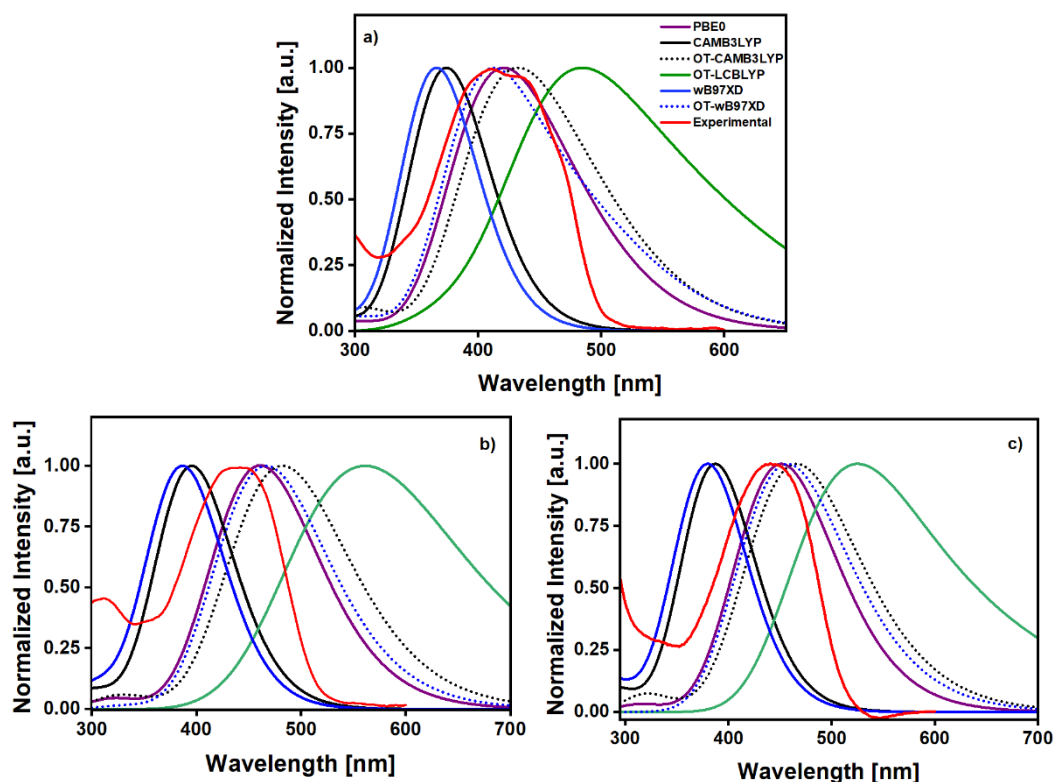 a)
PBE0
CAMB3LYP
OT-CAMB3LYP
OT-LCBLYP
wB97XD
OT-wB97XD
Experimental
Normalized Intensity [a.u.]
1.00
0.75
0.50
0.25
0.00
300 400 500 600
Wavelength [nm]
b)
Normalized Intensity [a.u.]
1.00
0.75
0.50
0.25
0.00
300 400 500 600 700
Wavelength [nm]
c)
Normalized Intensity [a.u.]
1.00
0.75
0.50
0.25
0.00
300 400 500 600 700
Wavelength [nm]